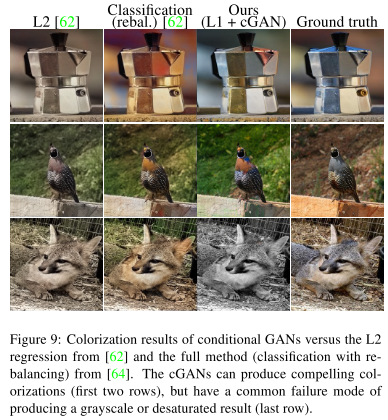 L2 [62]
Classification
(rebal.) [62]
Ours
(L1 + cGAN)
Ground truth
Figure 9: Colorization results of conditional GANs versus the L2
regression from [62] and the full method (classification with re-
balancing) from [64]. The cGANs can produce compelling col-
orizations (first two rows), but have a common failure mode of
producing a grayscale or desaturated result (last row).